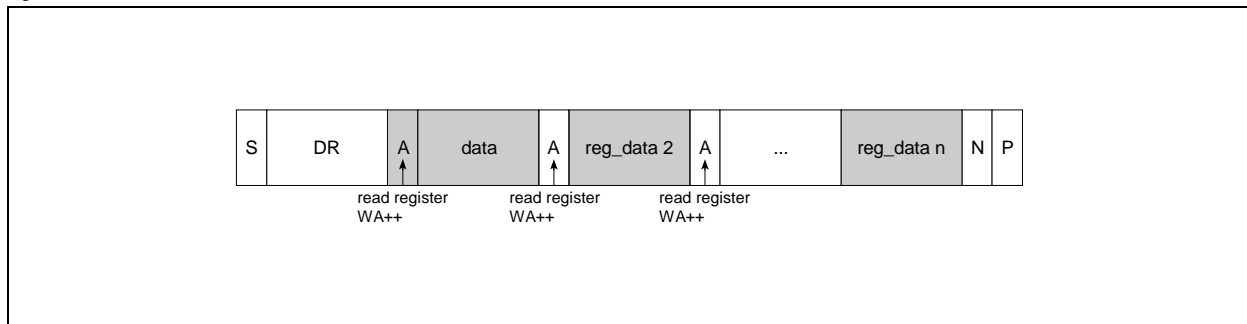 S DR A data A reg_data 2 A ... reg_data n N P
read register read register read register
WA++ WA++ WA++